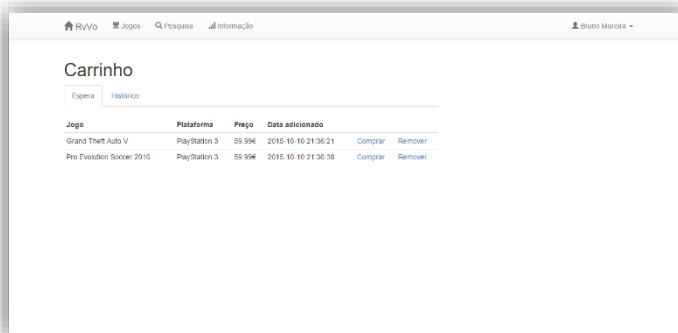 RvVo Jogos Pesquisa Informação Bruno Moreira
Carrinho
Espera Histórico
Jogo Plataforma Preço Data adicionado
Grand Theft Auto V PlayStation 3 59.99€ 2015-10-10 21:36:21 Comprar Remover
Pro Evolution Soccer 2016 PlayStation 3 59.99€ 2015-10-10 21:36:38 Comprar Remover